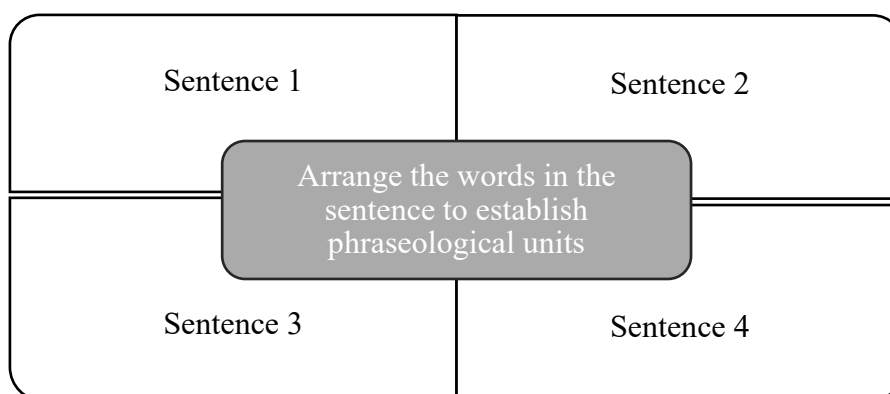 Sentence 1
Sentence 2
Arrange the words in the
sentence to establish
phraseological units
Sentence 3
Sentence 4